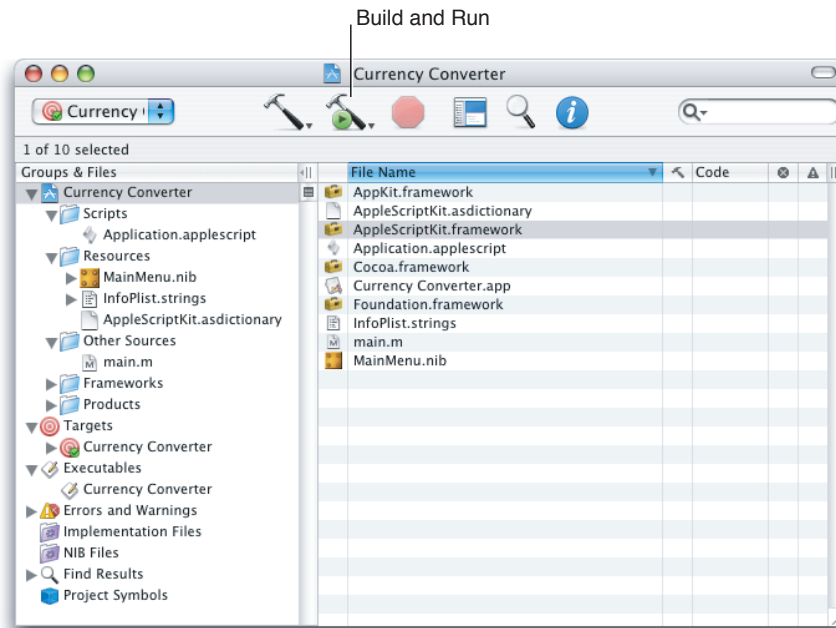 Build and Run
Currency Converter
Currency
1 of 10 selected
Groups & Files
File Name
Code
Currency Converter
Scripts
Application.applescript
Resources
MainMenu.nib
InfoPlist.strings
AppleScriptKit.asdictionary
Other Sources
main.m
Frameworks
Products
Targets
Currency Converter
Executables
Currency Converter
Errors and Warnings
Implementation Files
NIB Files
Find Results
Project Symbols
AppKit.framework
AppleScriptKit.asdictionary
AppleScriptKit.framework
Application.applescript
Cocoa.framework
Currency Converter.app
Foundation.framework
InfoPlist.strings
main.m
MainMenu.nib